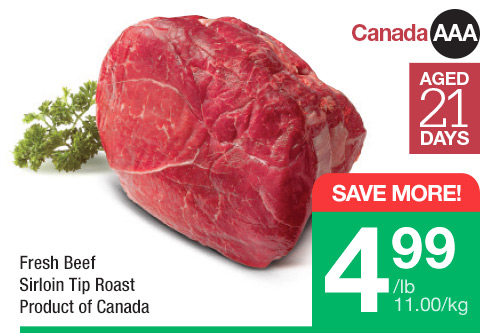 Canada AAA
AGED
21
DAYS
SAVE MORE!
4.99
/lb
11.00/kg
Fresh Beef
Sirloin Tip Roast
Product of Canada